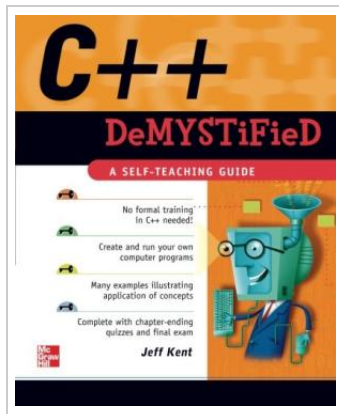 C++
DeMYSTiFieD
A SELF-TEACHING GUIDE
No formal training
in C++ needed!
Create and run your own
computer programs
Many examples illustrating
application of concepts
Complete with chapter-ending
quizzes and final exam
Mc
Graw
Hill
Jeff Kent